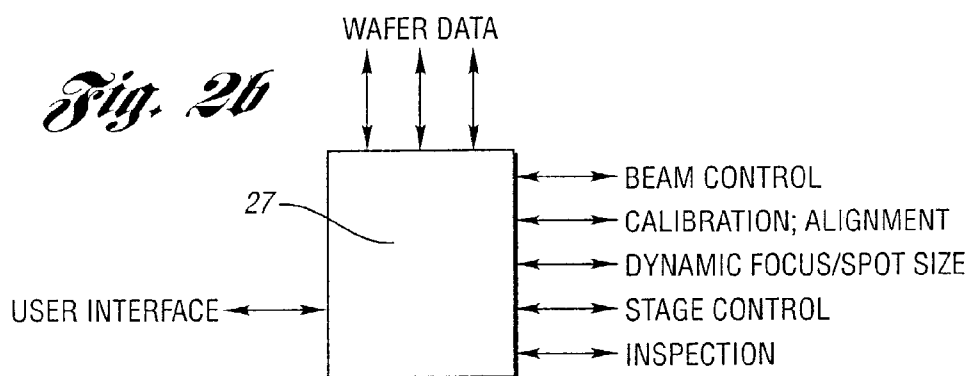 WAFER DATA
Fig. 2b
BEAM CONTROL
27
CALIBRATION; ALIGNMENT
DYNAMIC FOCUS/SPOT SIZE
USER INTERFACE
STAGE CONTROL
INSPECTION